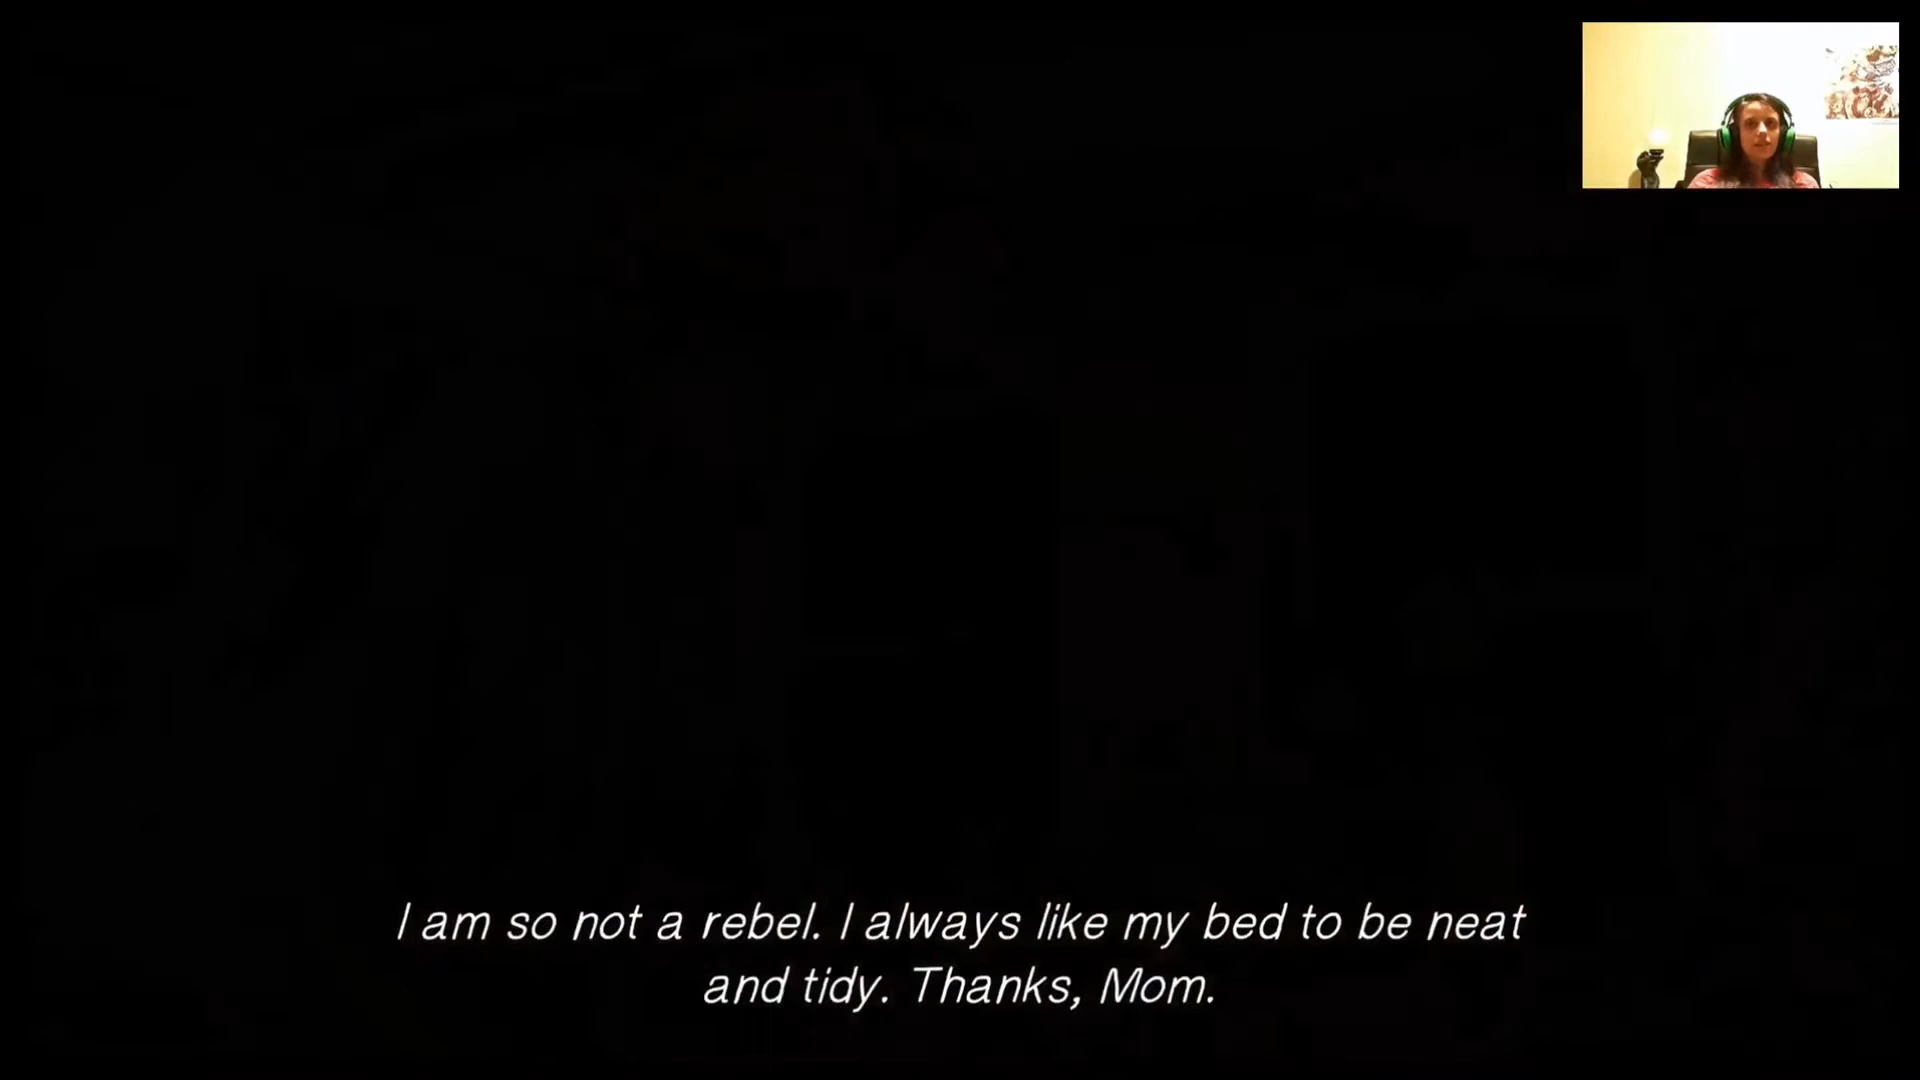 I am so not a rebel. I always like my bed to be neat
and tidy. Thanks, Mom.